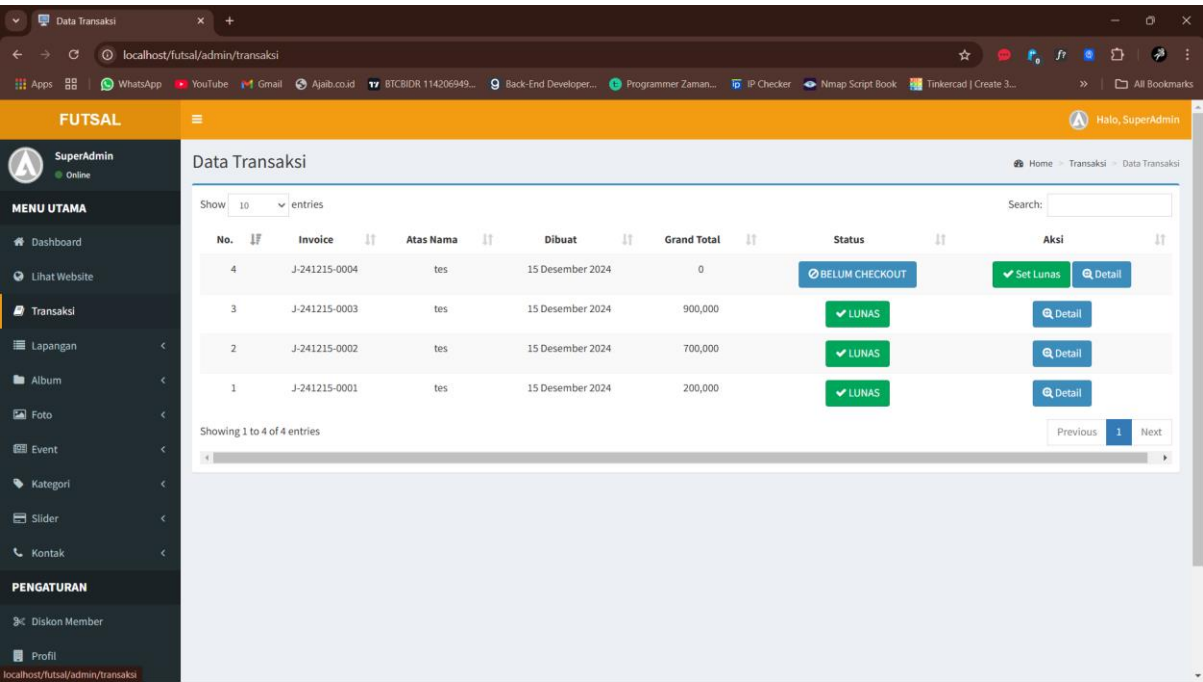 Data Transaksi
localhost/futsal/admin/transaksi
Apps WhatsApp YouTube Gmail Ajaib.co.id BTCBIDR 114206949... Back-End Developer... Programmer Zaman... IP Checker Nmap Script Book Tinkercad | Create 3... » All Bookmarks
FUTSAL Halo, SuperAdmin
SuperAdmin
Online
Data Transaksi
Home > Transaksi > Data Transaksi
MENU UTAMA
Dashboard
Lihat Website
Transaksi
Lapangan
Album
Foto
Event
Kategori
Slider
Kontak
PENGATURAN
Diskon Member
Profil
localhost/futsal/admin/transaksi
Show 10 entries Search:
No. Invoice Atas Nama Dibuat Grand Total Status Aksi
4 J-241215-0004 tes 15 Desember 2024 0 BELUM CHECKOUT Set Lunas Detail
3 J-241215-0003 tes 15 Desember 2024 900,000 LUNAS Detail
2 J-241215-0002 tes 15 Desember 2024 700,000 LUNAS Detail
1 J-241215-0001 tes 15 Desember 2024 200,000 LUNAS Detail
Showing 1 to 4 of 4 entries Previous 1 Next